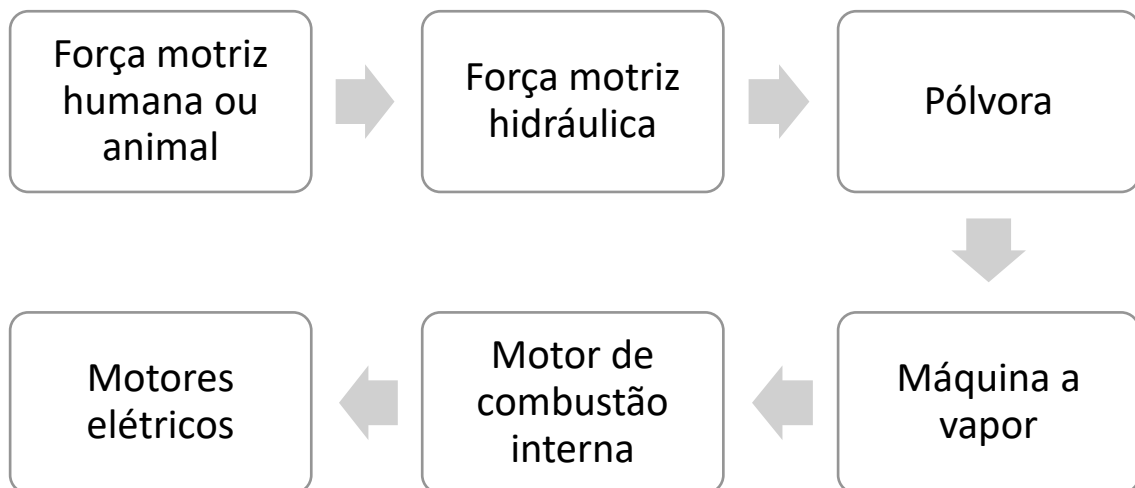 Força motriz
humana ou
animal
Força motriz
hidráulica
Pólvora
Máquina a
vapor
Motor de
combustão
interna
Motores
elétricos